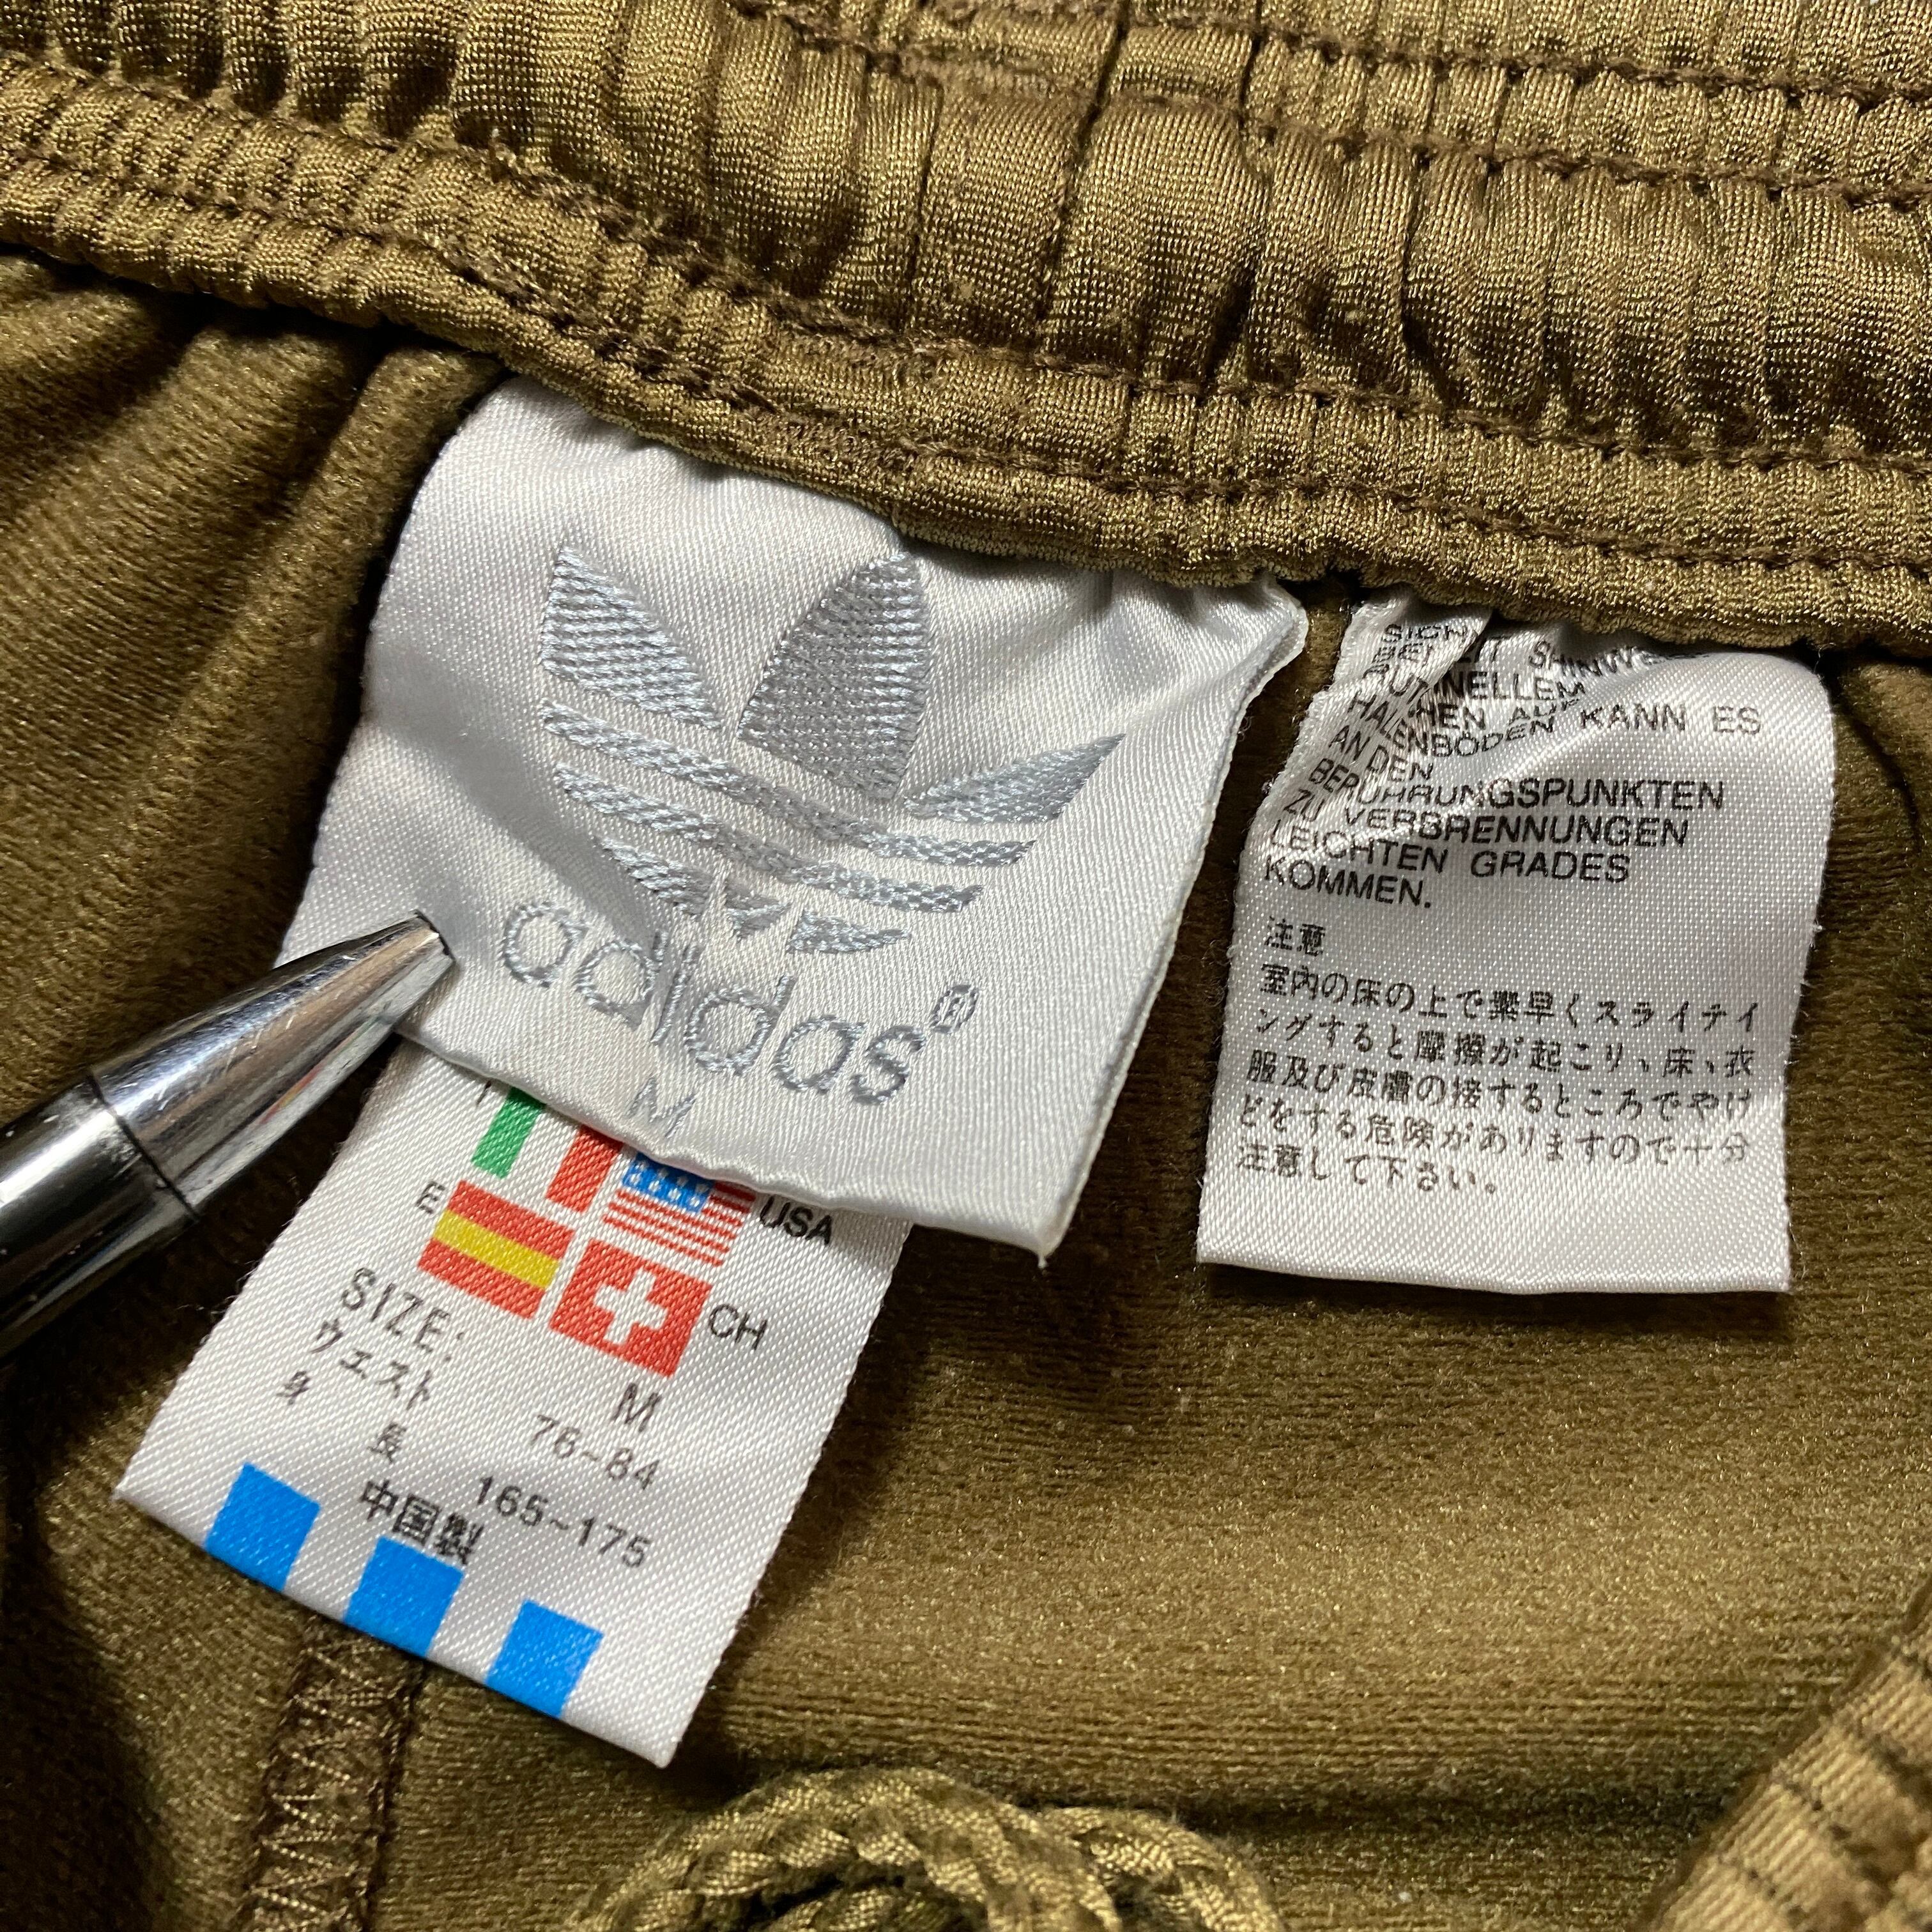 adidas®
M
E
USA
CH
SIZE: M
ウエスト 76~84
身 長 165~175
中国製
KANN ES
AN DEN
BERÜHRUNGSPUNKTEN
ZU VERBRENNUNGEN
LEICHTEN GRADES
KOMMEN.
注意
室内の床の上で素早くスライテイ
ングすると摩擦が起こり、床、衣
服及び皮膚の接するところでやけ
どをする危険がありますので十分
注意して下さい。